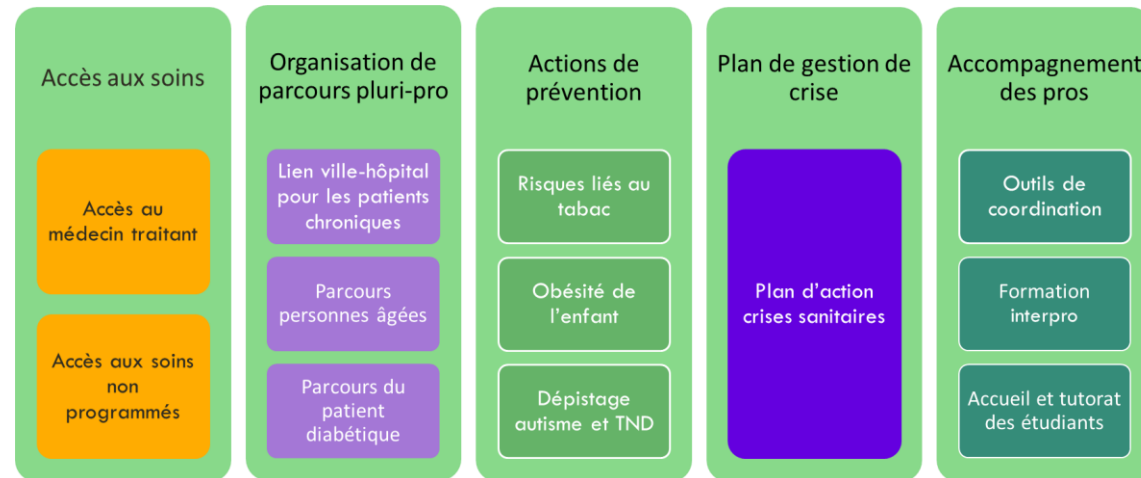 Accès aux soins
Accès au
médecin traitant
Accès aux soins
non
programmés
Organisation de
parcours pluri-pro
Lien ville-hôpital
pour les patients
chroniques
Parcours
personnes âgées
Parcours du
patient
diabétique
Actions de
prévention
Risques liés au
tabac
Obésité de
l'enfant
Dépistage
autisme et TND
Plan de gestion de
crise
Plan d'action
crises sanitaires
Accompagnement
des pros
Outils de
coordination
Formation
interpro
Accueil et tutorat
des étudiants